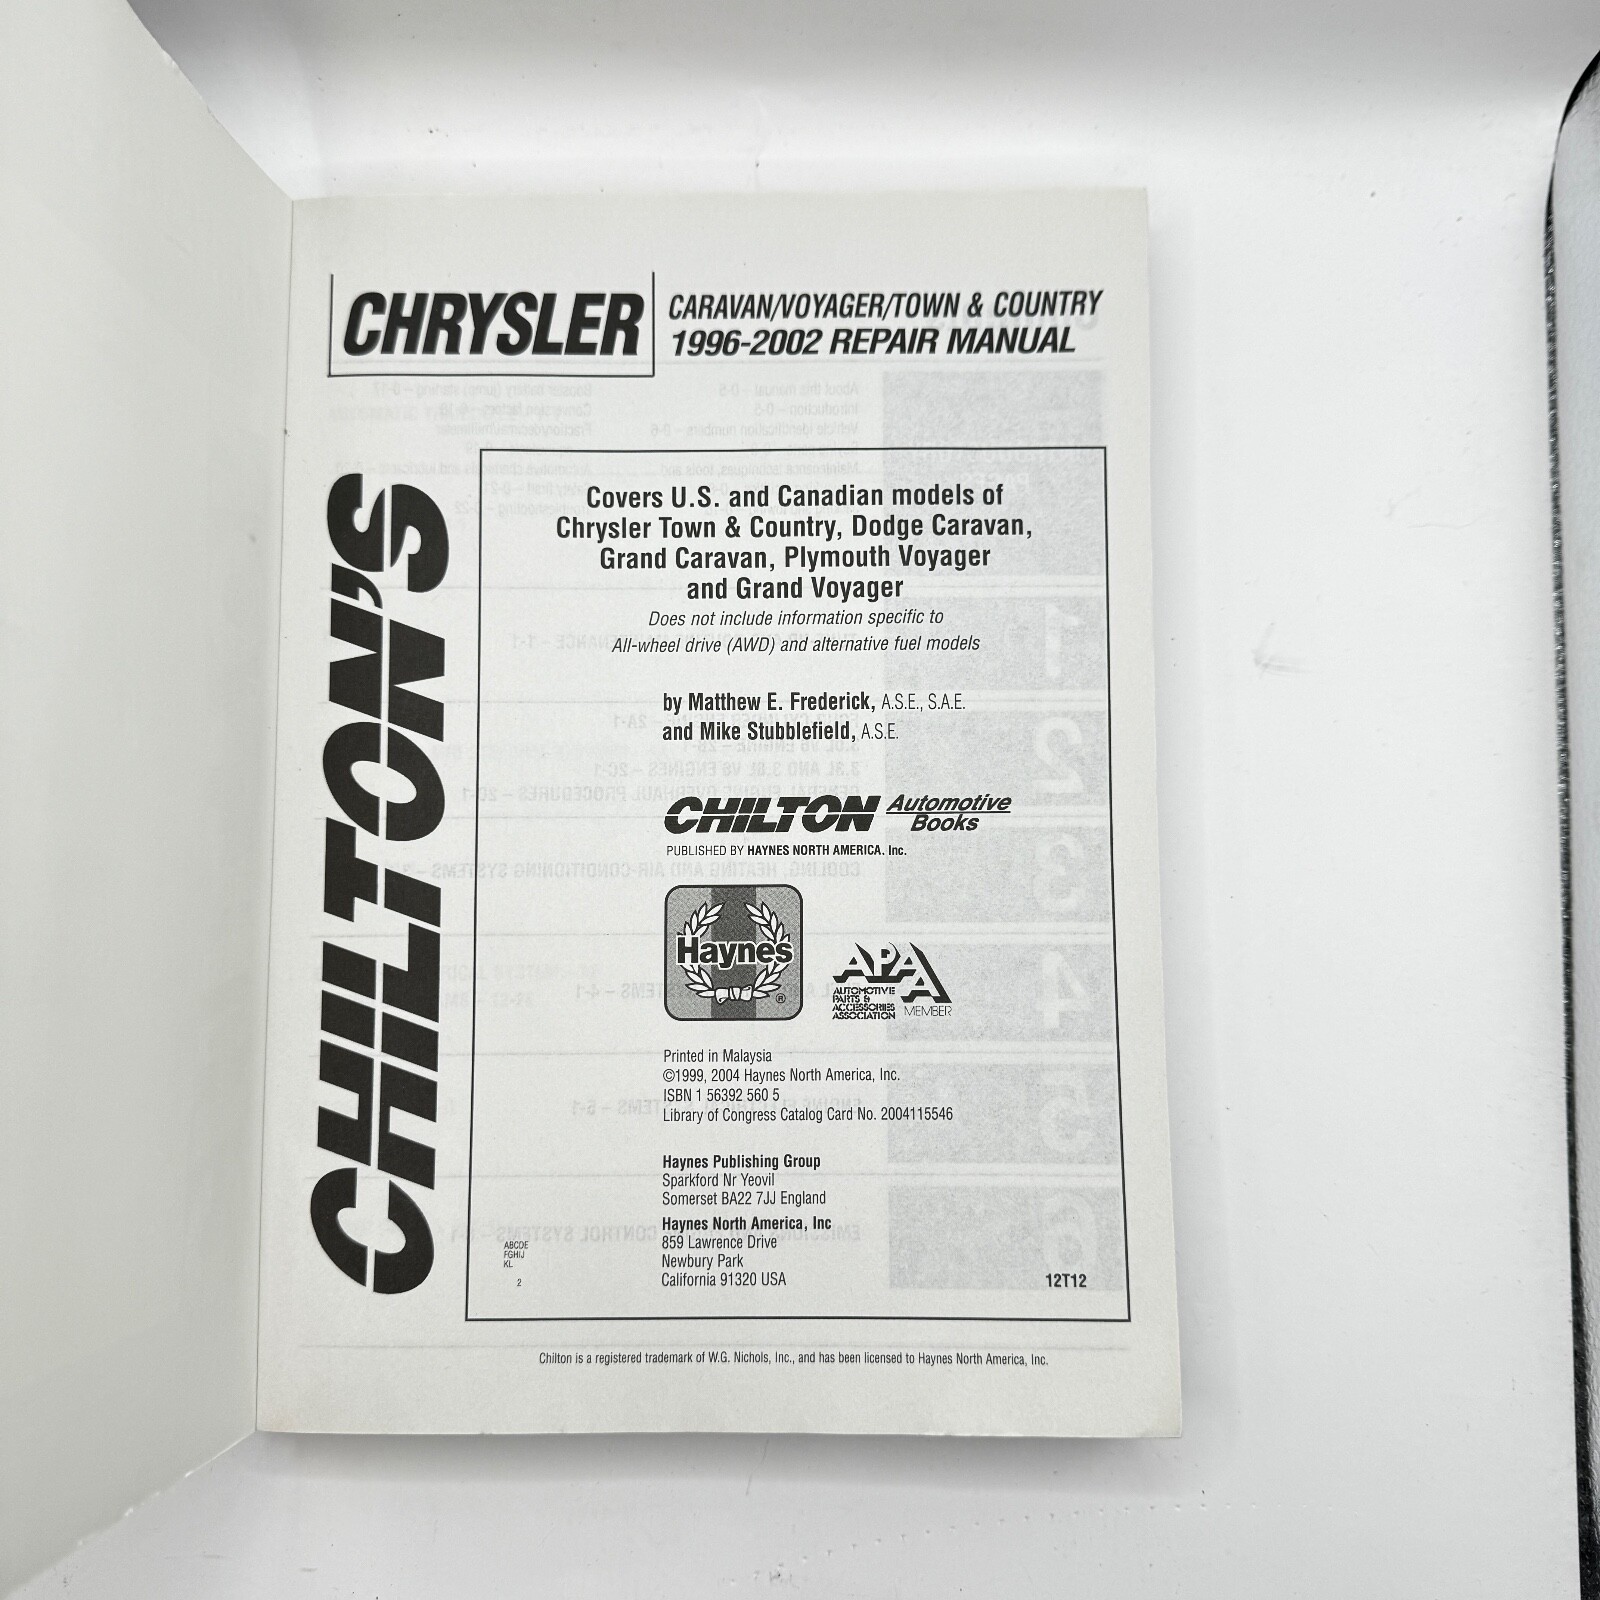 CHRYSLER
CARAVAN/VOYAGER/TOWN & COUNTRY
1996-2002 REPAIR MANUAL
CHILTON'S
Covers U.S. and Canadian models of
Chrysler Town & Country, Dodge Caravan,
Grand Caravan, Plymouth Voyager
and Grand Voyager
Does not include information specific to
All-wheel drive (AWD) and alternative fuel models
by Matthew E. Frederick, A.S.E., S.A.E.
and Mike Stubblefield, A.S.E.
CHILTON Automotive
Books
PUBLISHED BY HAYNES NORTH AMERICA. Inc.
Haynes
®
APAA
AUTOMOTIVE
PARTS &
ACCESSORIES
ASSOCIATION MEMBER
Printed in Malaysia
©1999, 2004 Haynes North America, Inc.
ISBN 1 56392 560 5
Library of Congress Catalog Card No. 2004115546
Haynes Publishing Group
Sparkford Nr Yeovil
Somerset BA22 7JJ England
Haynes North America, Inc
859 Lawrence Drive
Newbury Park
California 91320 USA
ABCDE
FGHIJ
KL
2
12T12
Chilton is a registered trademark of W.G. Nichols, Inc., and has been licensed to Haynes North America, Inc.